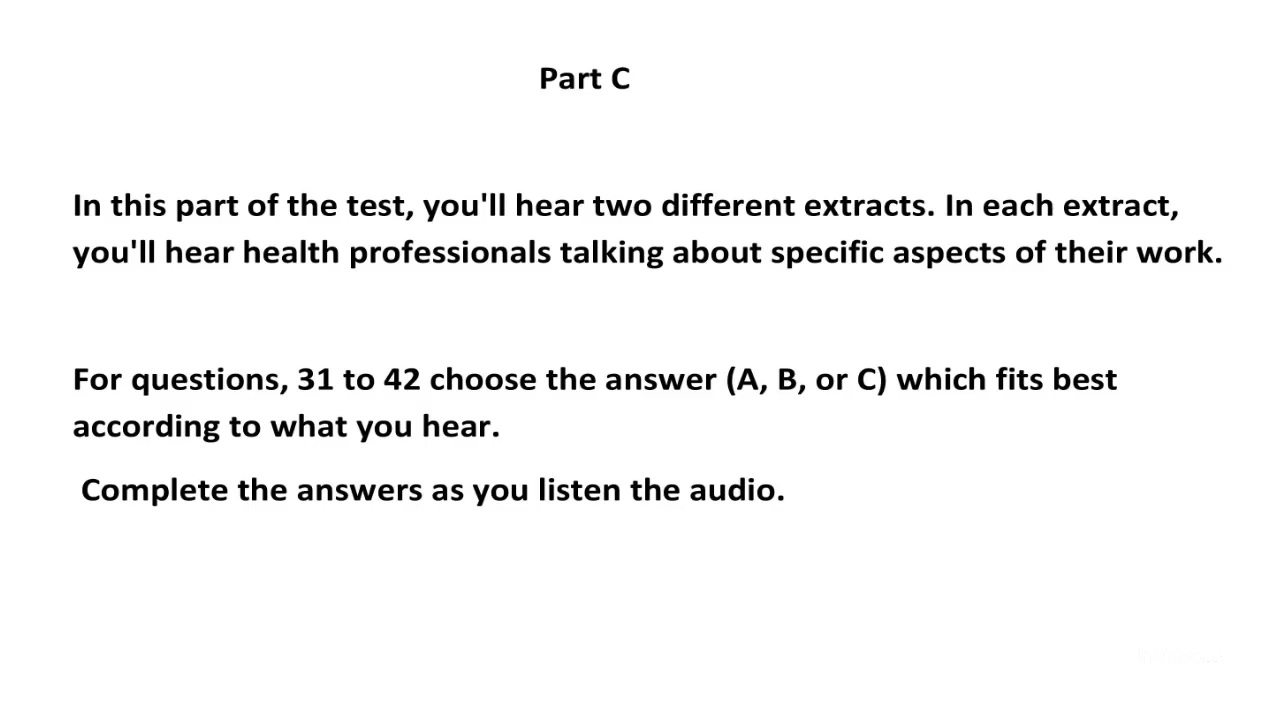 Part C
In this part of the test, you'll hear two different extracts. In each extract,
you'll hear health professionals talking about specific aspects of their work.
For questions, 31 to 42 choose the answer (A, B, or C) which fits best
according to what you hear.
Complete the answers as you listen the audio.